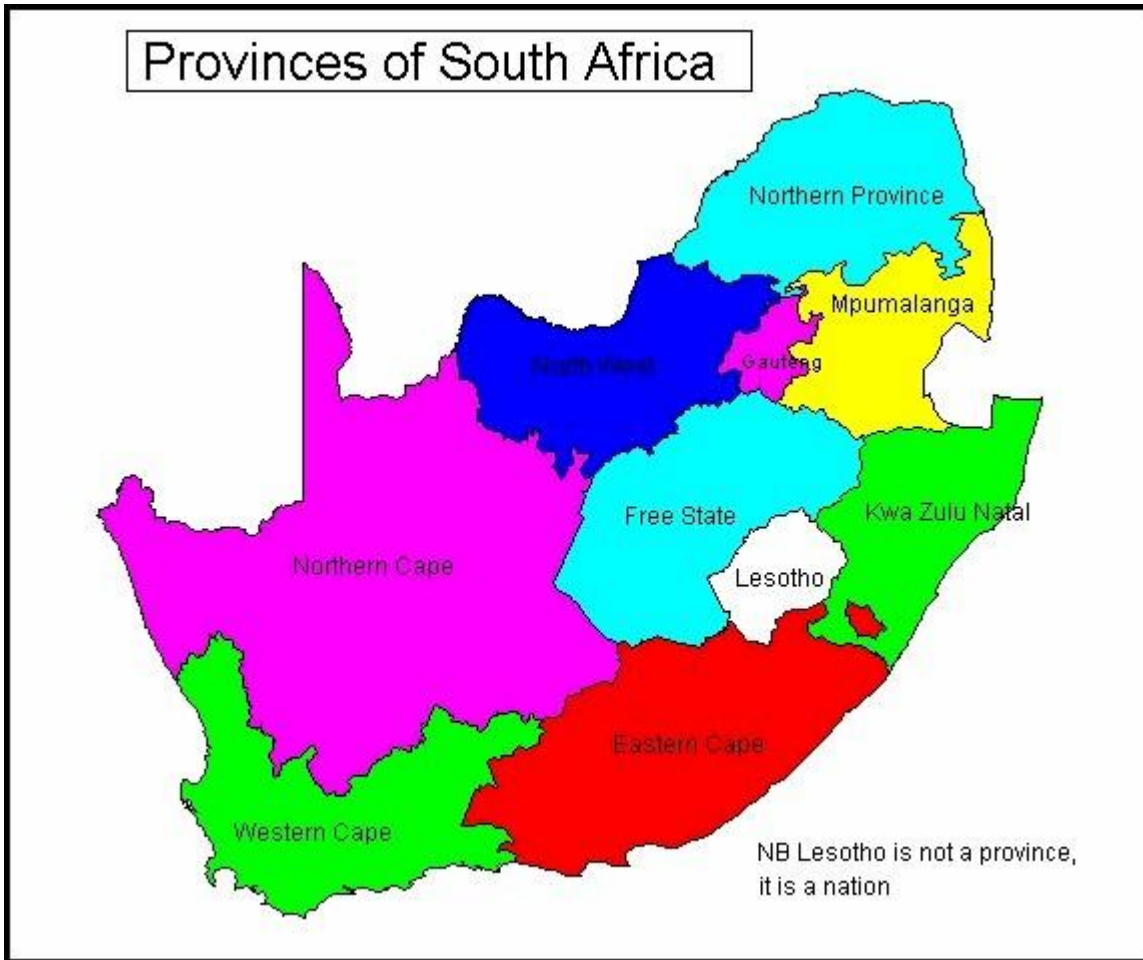 Provinces of South Africa
Northern Province
Mpumalanga
North West
Gauteng
Free State
Kwa Zulu Natal
Northern Cape
Lesotho
Eastern Cape
Western Cape
NB Lesotho is not a province,
it is a nation